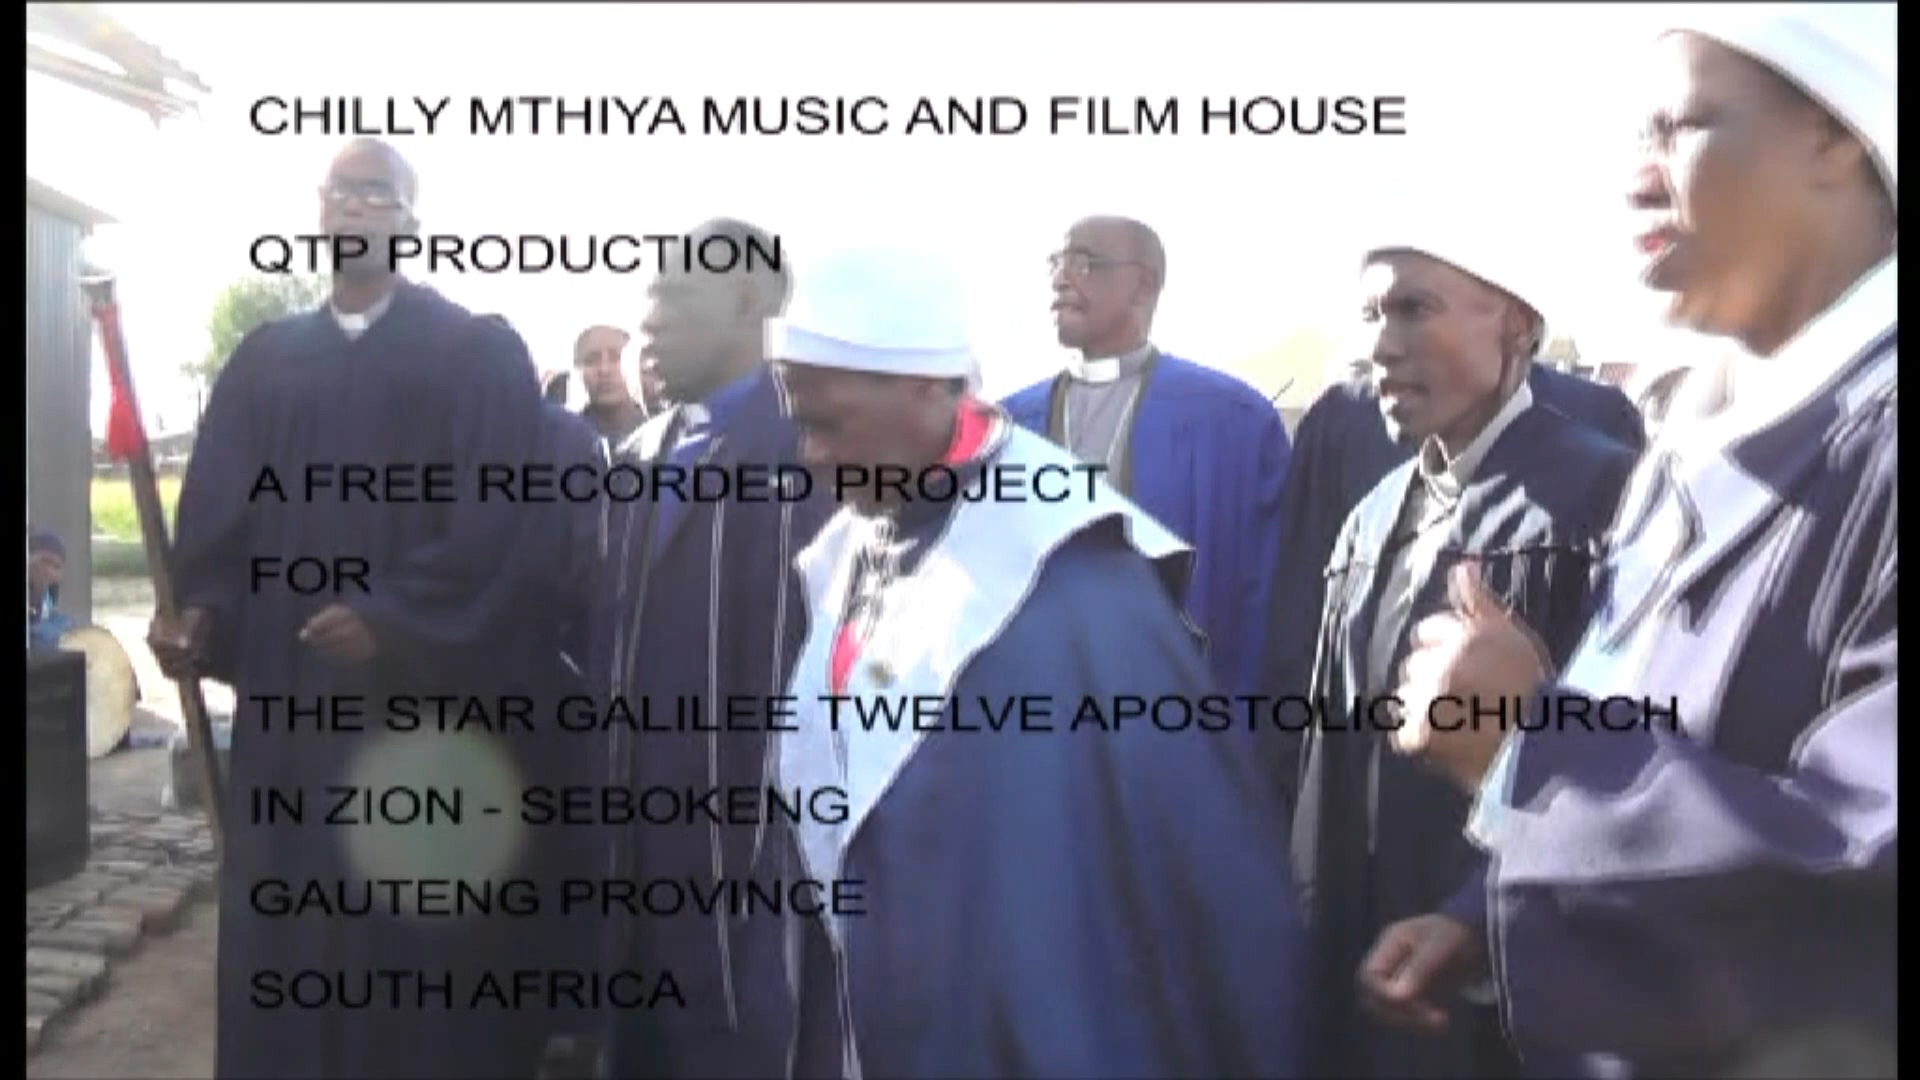 CHILLY MTHIYA MUSIC AND FILM HOUSE
QTP PRODUCTION
A FREE RECORDED PROJECT
FOR
THE STAR GALILEE TWELVE APOSTOLIC CHURCH
IN ZION - SEBOKENG
GAUTENG PROVINCE
SOUTH AFRICA